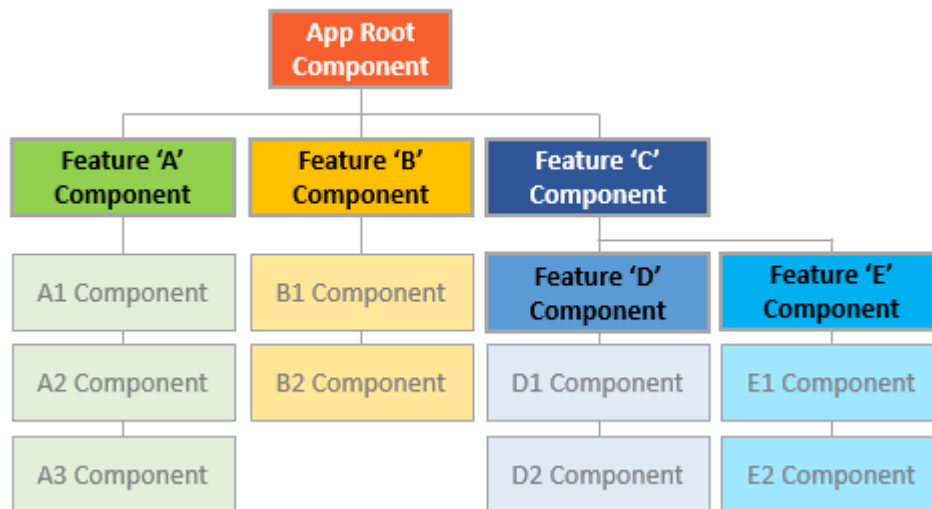 App Root
Component
Feature ‘A’
Component
Feature ‘B’
Component
Feature ‘C’
Component
A1 Component
B1 Component
Feature ‘D’
Component
Feature ‘E’
Component
A2 Component
B2 Component
D1 Component
E1 Component
A3 Component
D2 Component
E2 Component